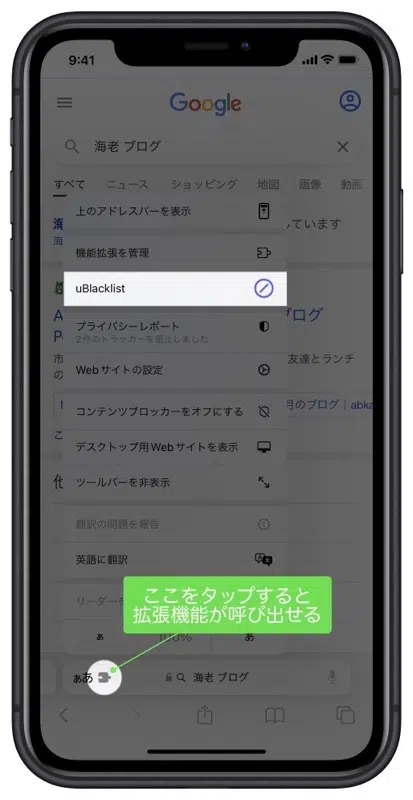 9:41
Google
海老 ブログ
すべて ニュース ショッピング 地図 画像 動画
上のアドレスバーを表示
しています
機能拡張を管理
uBlacklist
プライバシーレポート
2件のトラッカーを阻止しました
ブログ
Webサイトの設定
友達とランチ
コンテンツブロッカーをオフにする
月のブログ | abka
デスクトップ用Webサイトを表示
ツールバーを非表示
翻訳の問題を報告
英語に翻訳
ここをタップすると
拡張機能が呼び出せる
リーダーを
ぁ 100% あ
ぁあ 海老 ブログ